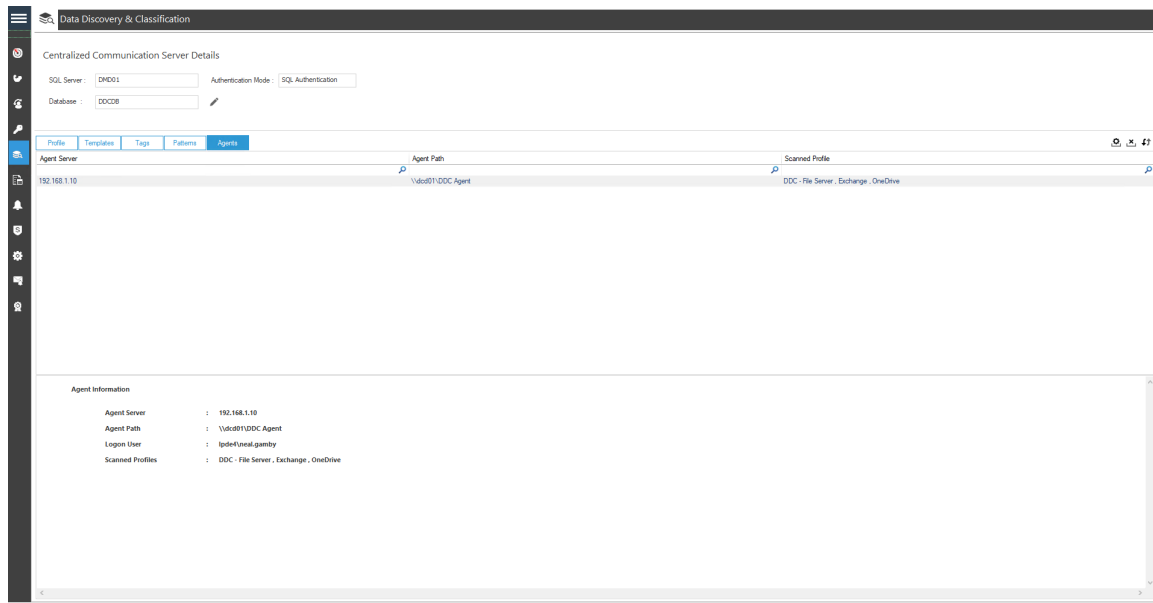 Data Discovery & Classification
Centralized Communication Server Details
SQL Server : DMD01 Authentication Mode : SQL Authentication
Database : DDCDB
Profile Templates Tags Patterns Agents
Agent Server Agent Path Scanned Profile
192.168.1.10 \\dcd01\DDC Agent DDC - File Server , Exchange , OneDrive
Agent Information
Agent Server : 192.168.1.10
Agent Path : \\dcd01\DDC Agent
Logon User : lpde4\neal.gamby
Scanned Profiles : DDC - File Server , Exchange , OneDrive